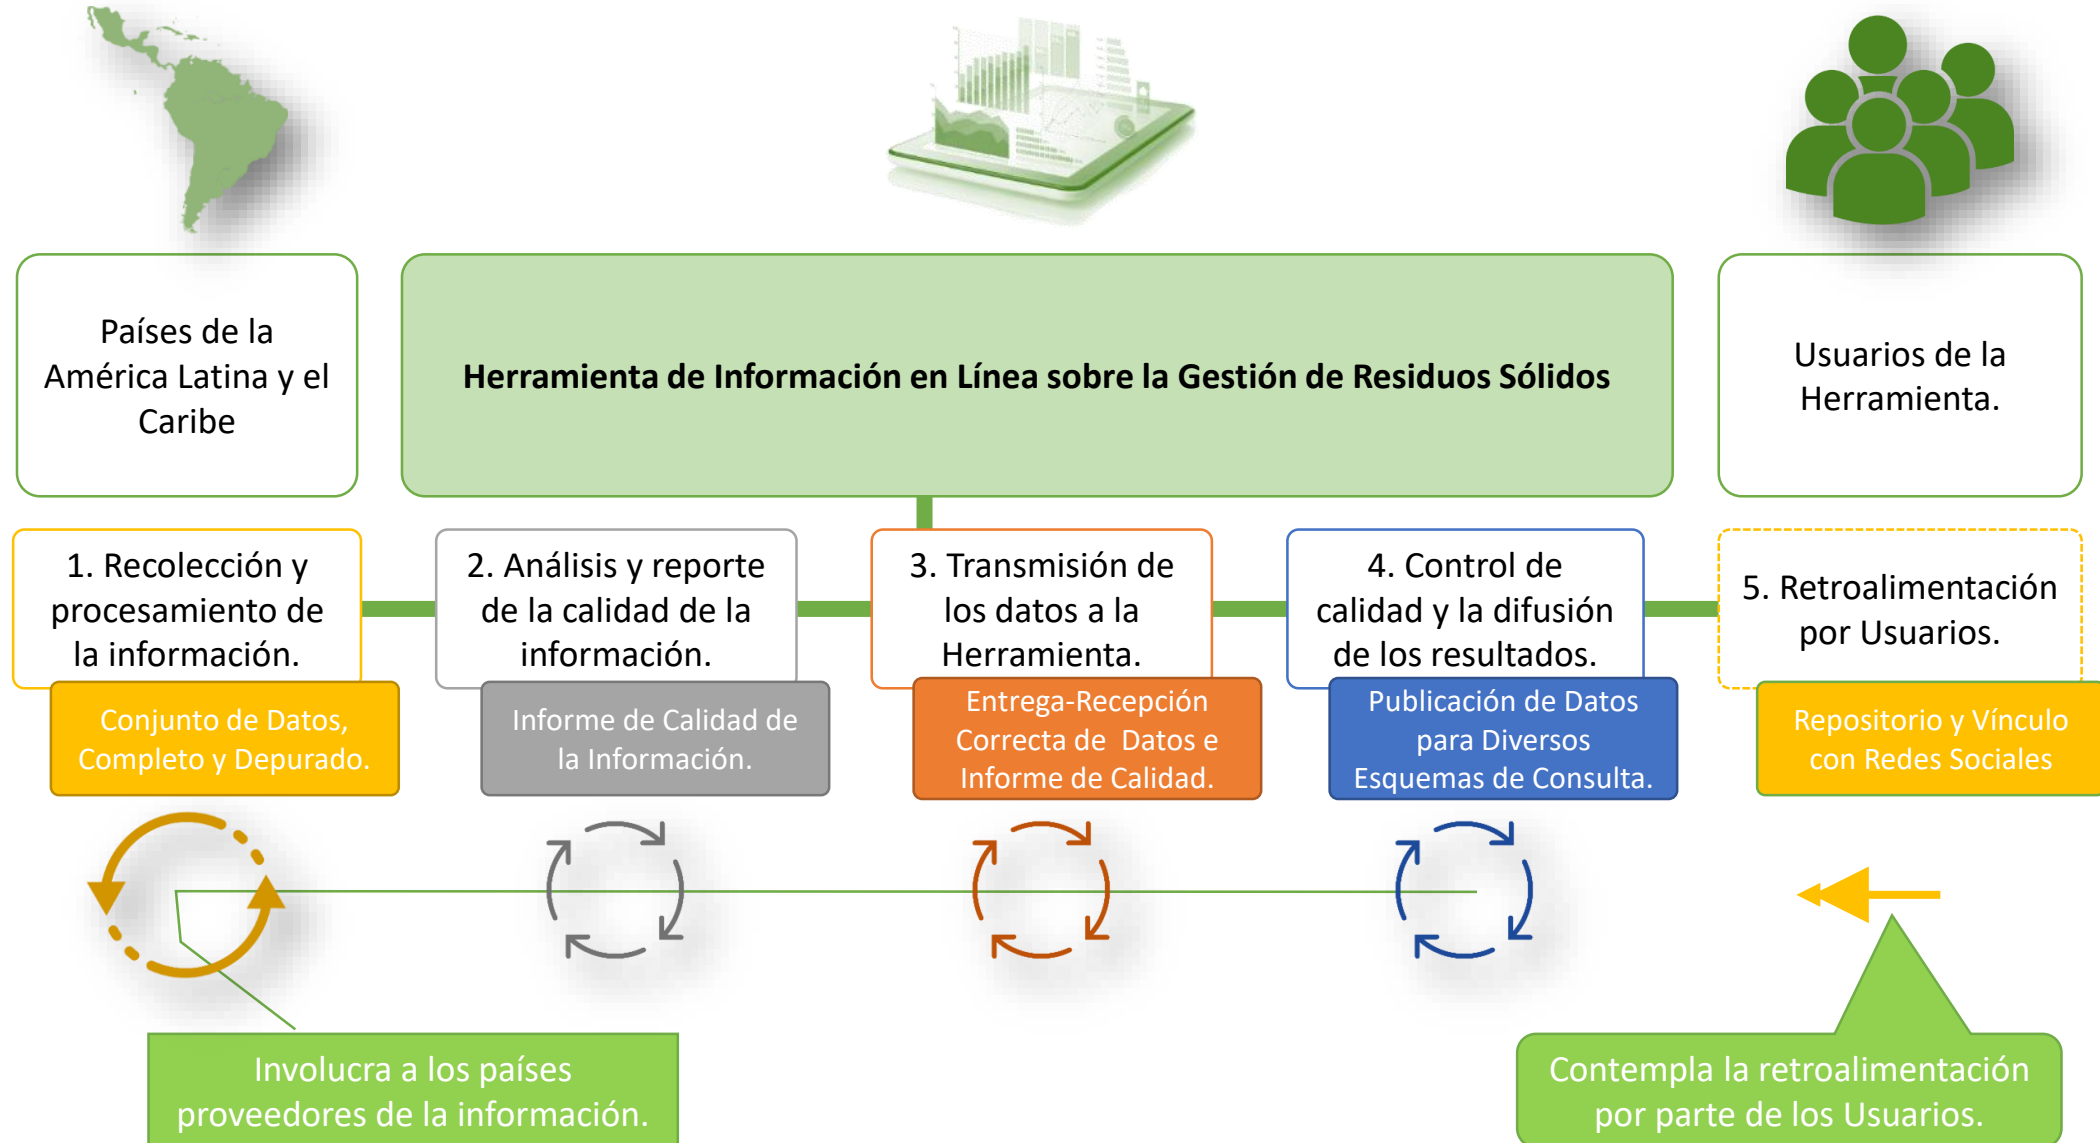 Países de la
América Latina y el
Caribe
Herramienta de Información en Línea sobre la Gestión de Residuos Sólidos
Usuarios de la
Herramienta.
1. Recolección y
procesamiento de
la información.
Conjunto de Datos,
Completo y Depurado.
2. Análisis y reporte
de la calidad de la
información.
Informe de Calidad de
la Información.
3. Transmisión de
los datos a la
Herramienta.
Entrega-Recepción
Correcta de  Datos e
Informe de Calidad.
4. Control de
calidad y la difusión
de los resultados.
Publicación de Datos
para Diversos
Esquemas de Consulta.
5. Retroalimentación
por Usuarios.
Repositorio y Vínculo
con Redes Sociales
Involucra a los países
proveedores de la información.
Contempla la retroalimentación
por parte de los Usuarios.